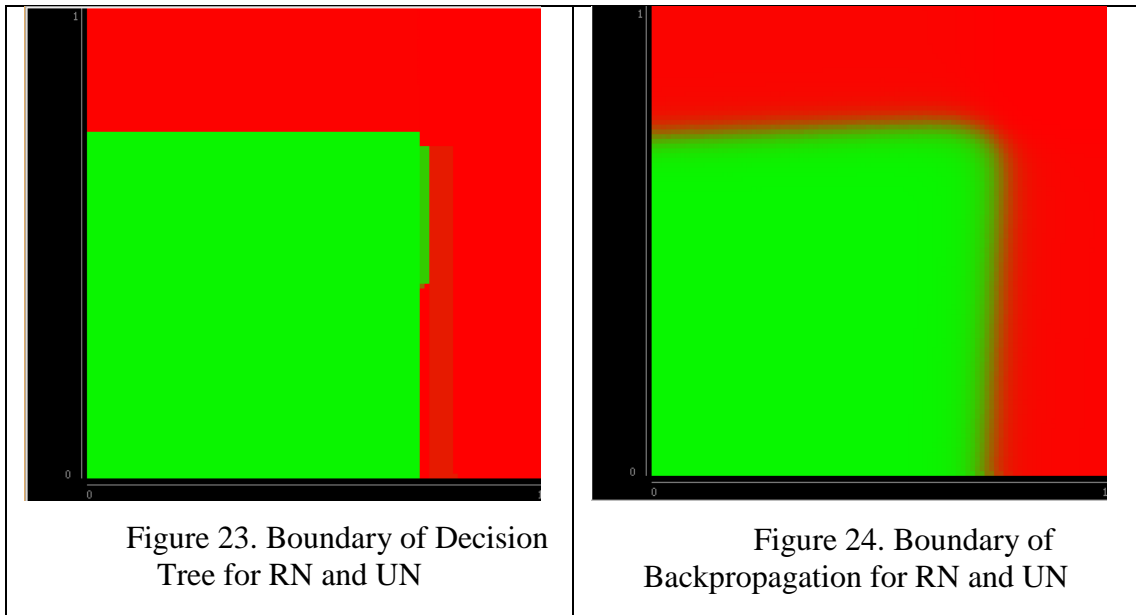 1
0
0
1
Figure 23. Boundary of Decision
Tree for RN and UN
1
0
0
1
Figure 24. Boundary of
Backpropagation for RN and UN